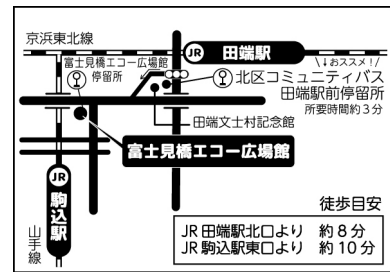 京浜東北線
JR 田端駅
富士見橋エコー広場館
停留所
\↓おススメ!/
北区コミュニティバス
田端駅前停留所
所要時間約3分
田端文士村記念館
富士見橋エコー広場館
JR 駒込駅
山手線
徒歩目安
JR田端駅北口より 約8分
JR駒込駅東口より 約10分